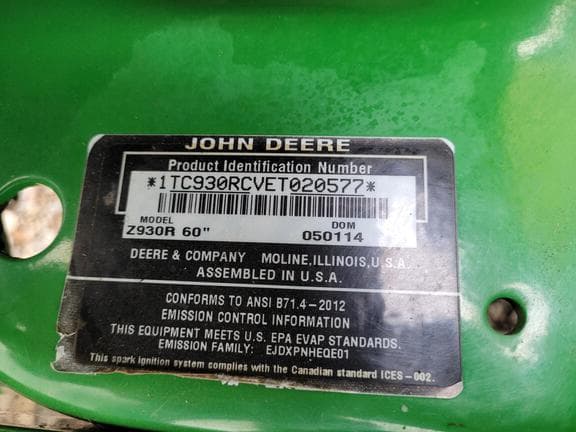 JOHN DEERE
Product Identification Number
*1TC930RCVET020577*
MODEL DOM
Z930R 60" 050114
DEERE & COMPANY MOLINE, ILLINOIS, U.S.A.
ASSEMBLED IN U.S.A.
CONFORMS TO ANSI B71.4-2012
EMISSION CONTROL INFORMATION
THIS EQUIPMENT MEETS U.S. EPA EVAP STANDARDS.
EMISSION FAMILY: EJDXPNHEQE01
This spark ignition system complies with the Canadian standard ICES-002.